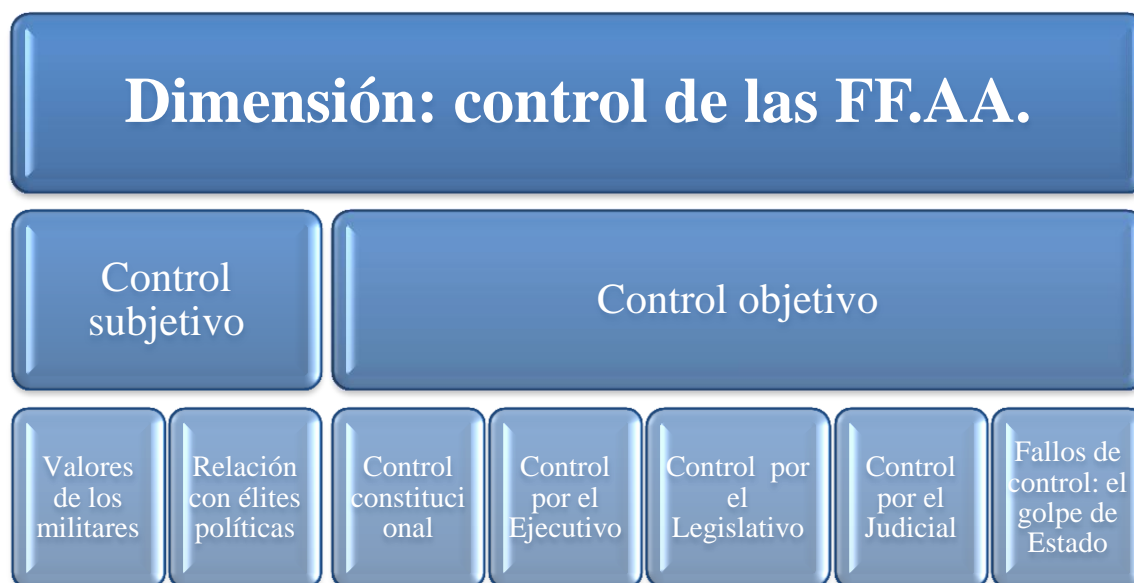 Dimensión: control de las FF.AA.
Control
subjetivo
Control objetivo
Valores
de los
militares
Relación
con élites
políticas
Control
constituci
onal
Control
por el
Ejecutivo
Control por
el
Legislativo
Control
por el
Judicial
Fallos de
control: el
golpe de
Estado